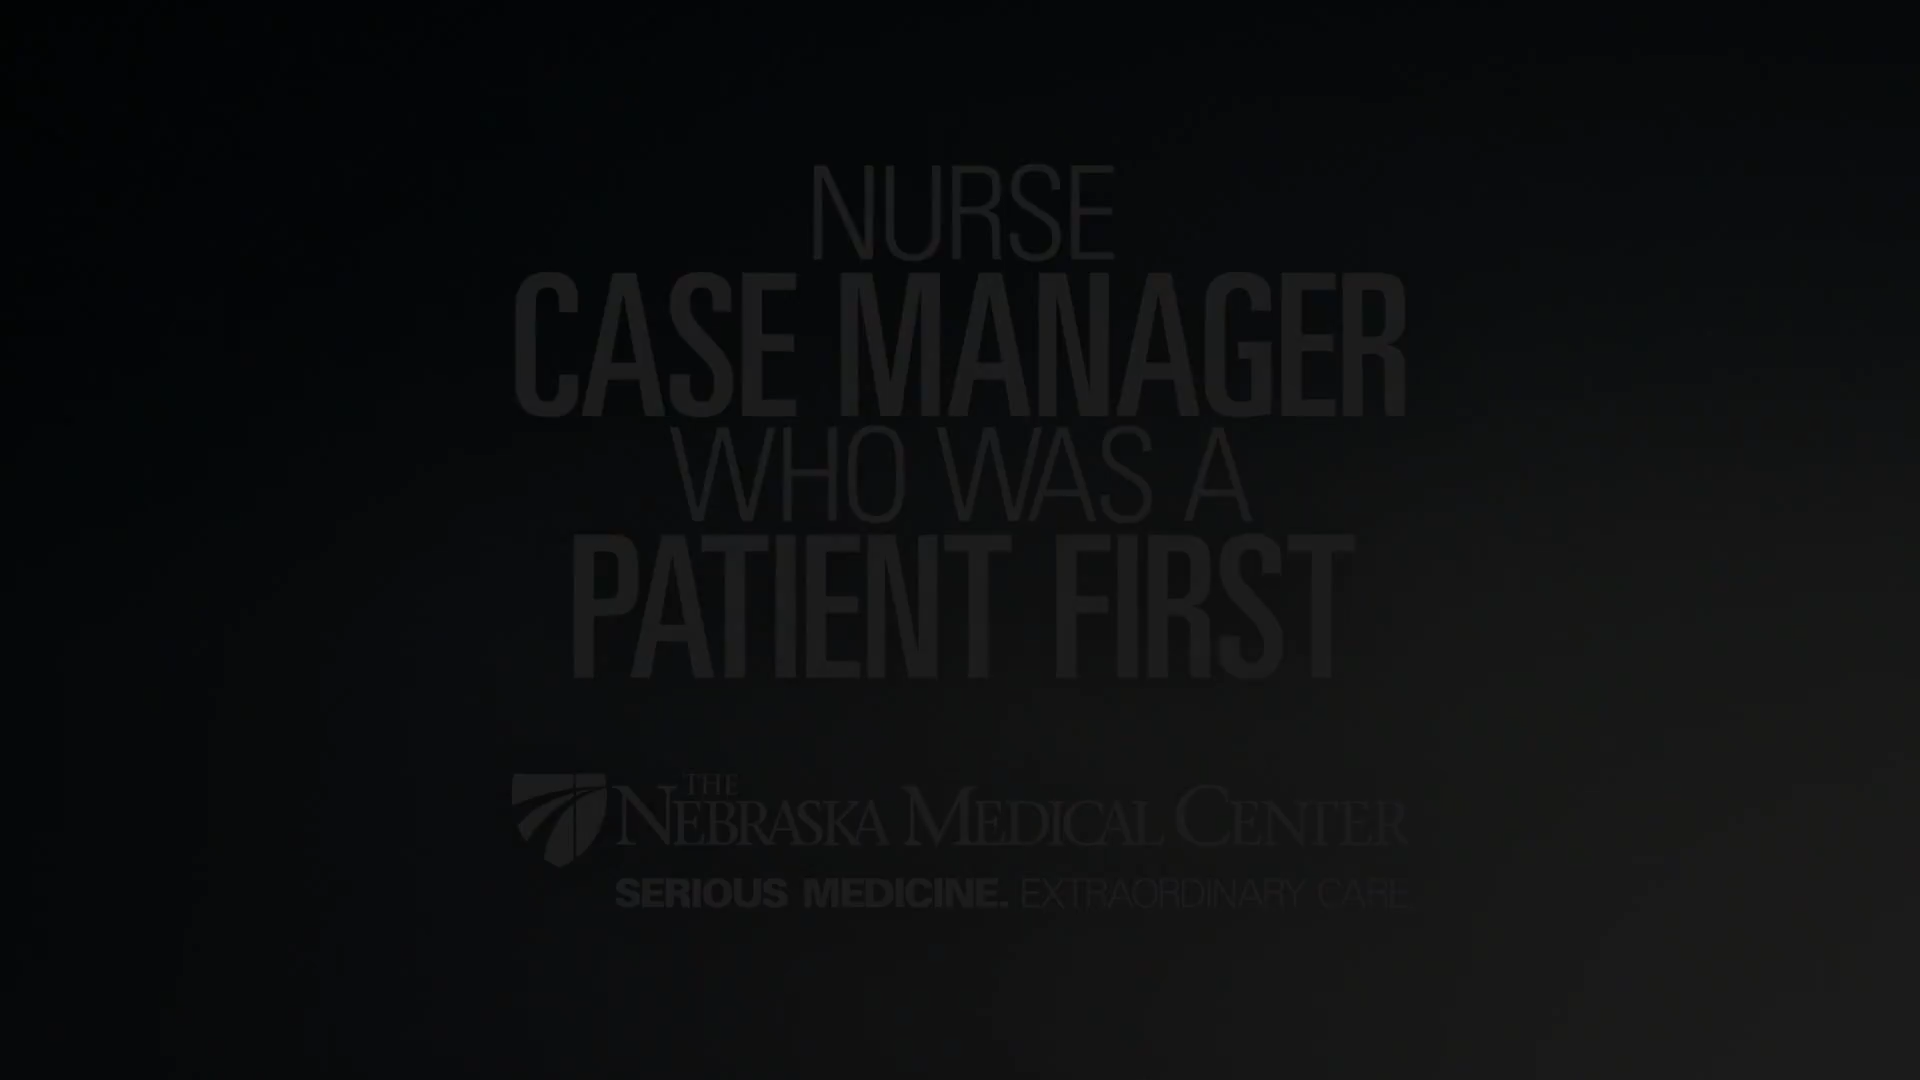 NURSE
CASE MANAGER
WHO WAS A
PATIENT FIRST
THE
NEBRASKA MEDICAL CENTER
SERIOUS MEDICINE. EXTRAORDINARY CARE.